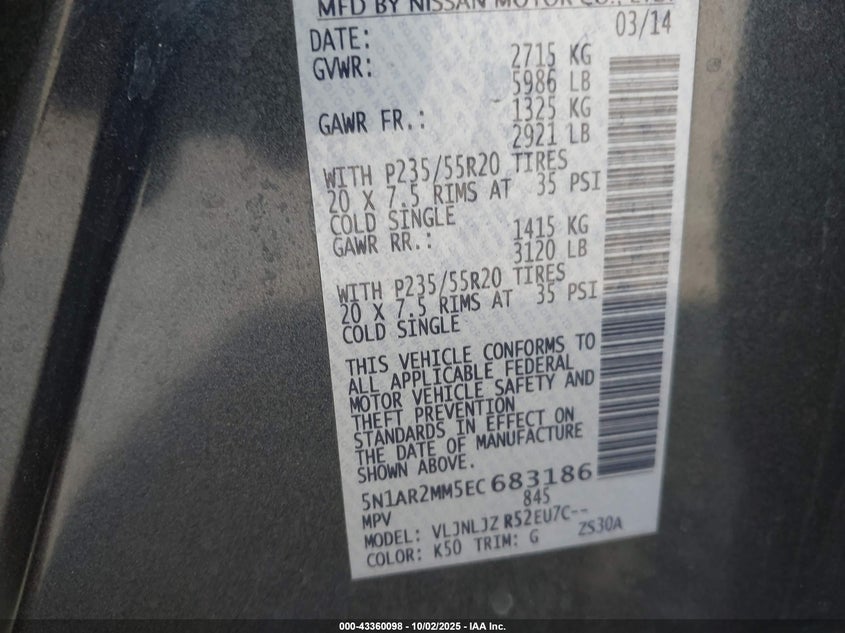 MFD BY NISSAN MOTOR CO., LTD.
DATE: 03/14
GVWR: 2715 KG
5986 LB
GAWR FR.: 1325 KG
2921 LB
WITH P235/55R20 TIRES
20 X 7.5 RIMS AT 35 PSI
COLD SINGLE
GAWR RR.: 1415 KG
3120 LB
WITH P235/55R20 TIRES
20 X 7.5 RIMS AT 35 PSI
COLD SINGLE
THIS VEHICLE CONFORMS TO
ALL APPLICABLE FEDERAL
MOTOR VEHICLE SAFETY AND
THEFT PREVENTION
STANDARDS IN EFFECT ON
THE DATE OF MANUFACTURE
SHOWN ABOVE.
5N1AR2MM5EC683186
MPV 845
MODEL: VLJNLJZ R52EU7C--
COLOR: K50 TRIM: G ZS30A
000-43360098 - 10/02/2025 - IAA Inc.